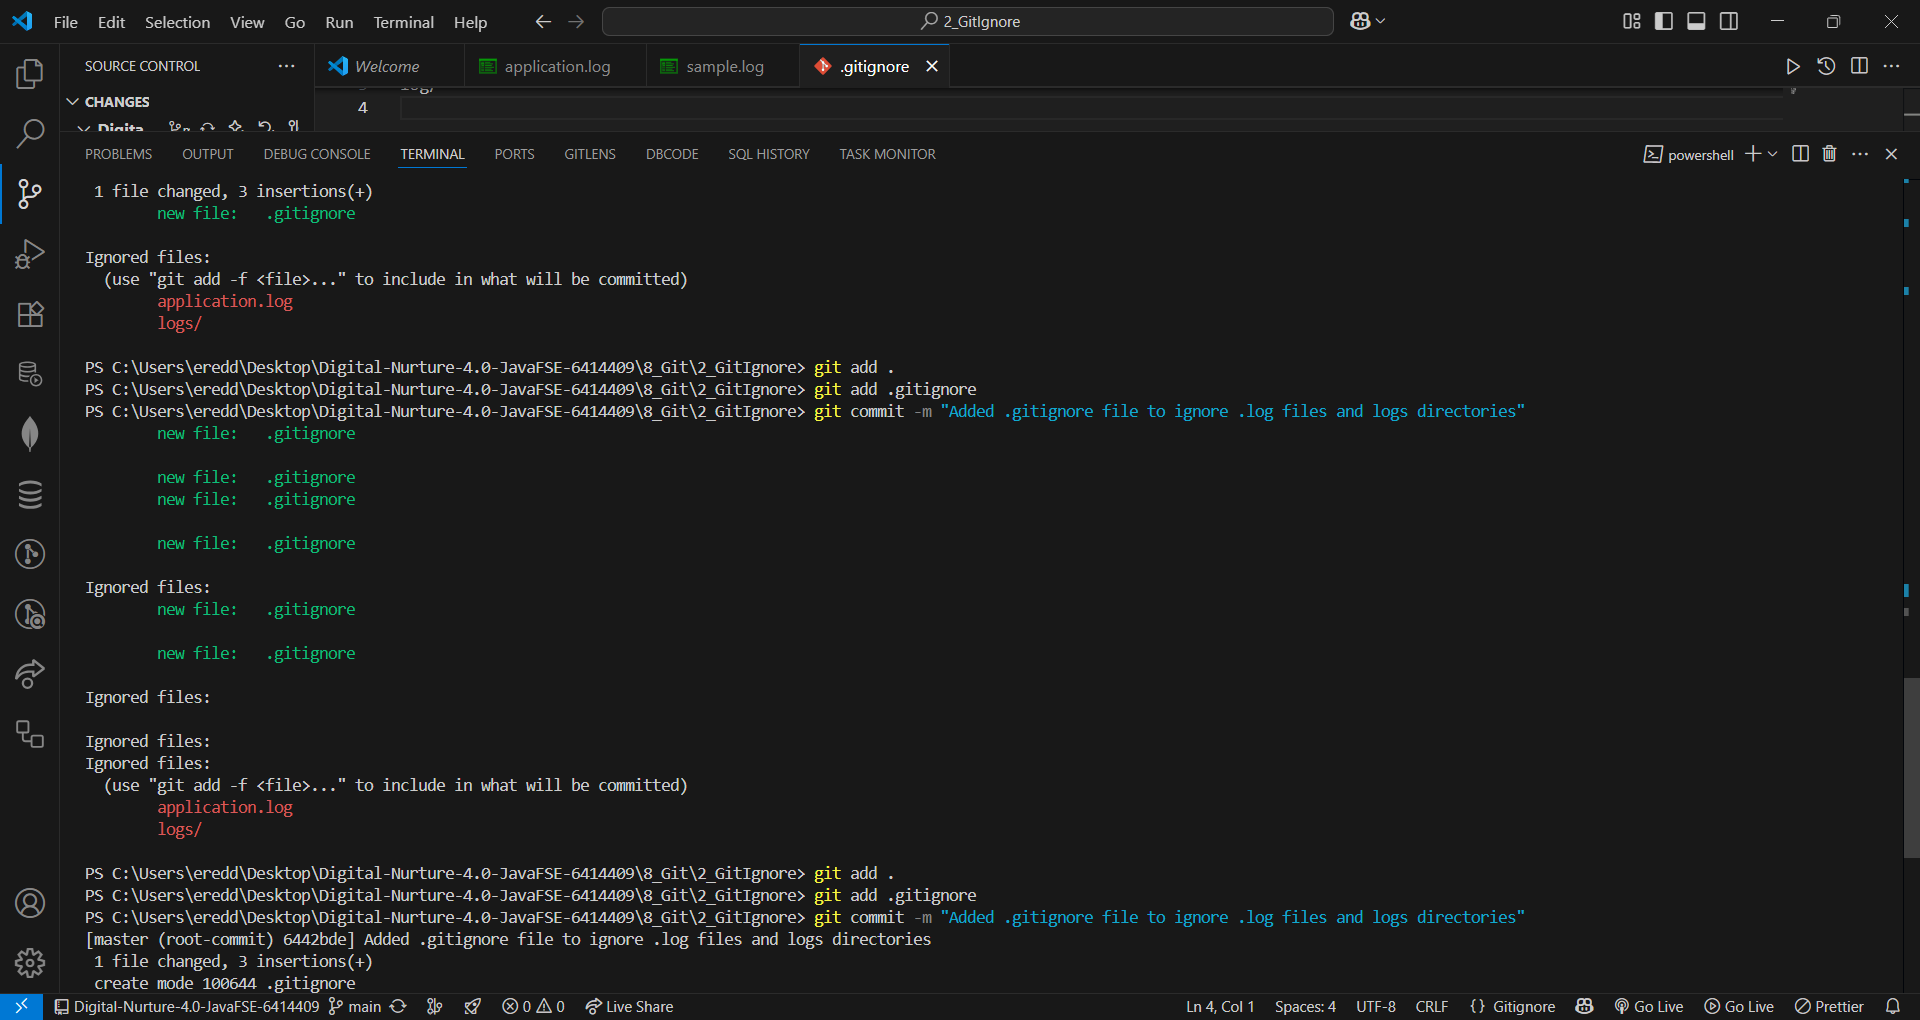 File Edit Selection View Go Run Terminal Help
2_GitIgnore
SOURCE CONTROL
Welcome
application.log
sample.log
.gitignore
CHANGES
4
Digita
PROBLEMS OUTPUT DEBUG CONSOLE TERMINAL PORTS GITLENS DBCODE SQL HISTORY TASK MONITOR
powershell
1 file changed, 3 insertions(+)
new file: .gitignore
Ignored files:
(use "git add -f <file>..." to include in what will be committed)
application.log
logs/
PS C:\Users\eredd\Desktop\Digital-Nurture-4.0-JavaFSE-6414409\8_Git\2_GitIgnore> git add .
PS C:\Users\eredd\Desktop\Digital-Nurture-4.0-JavaFSE-6414409\8_Git\2_GitIgnore> git add .gitignore
PS C:\Users\eredd\Desktop\Digital-Nurture-4.0-JavaFSE-6414409\8_Git\2_GitIgnore> git commit -m "Added .gitignore file to ignore .log files and logs directories"
new file: .gitignore
new file: .gitignore
new file: .gitignore
new file: .gitignore
Ignored files:
new file: .gitignore
new file: .gitignore
Ignored files:
Ignored files:
Ignored files:
(use "git add -f <file>..." to include in what will be committed)
application.log
logs/
PS C:\Users\eredd\Desktop\Digital-Nurture-4.0-JavaFSE-6414409\8_Git\2_GitIgnore> git add .
PS C:\Users\eredd\Desktop\Digital-Nurture-4.0-JavaFSE-6414409\8_Git\2_GitIgnore> git add .gitignore
PS C:\Users\eredd\Desktop\Digital-Nurture-4.0-JavaFSE-6414409\8_Git\2_GitIgnore> git commit -m "Added .gitignore file to ignore .log files and logs directories"
[master (root-commit) 6442bde] Added .gitignore file to ignore .log files and logs directories
1 file changed, 3 insertions(+)
create mode 100644 .gitignore
Digital-Nurture-4.0-JavaFSE-6414409 main 0 0 Live Share Ln 4, Col 1 Spaces: 4 UTF-8 CRLF {} Gitignore Go Live Go Live Prettier